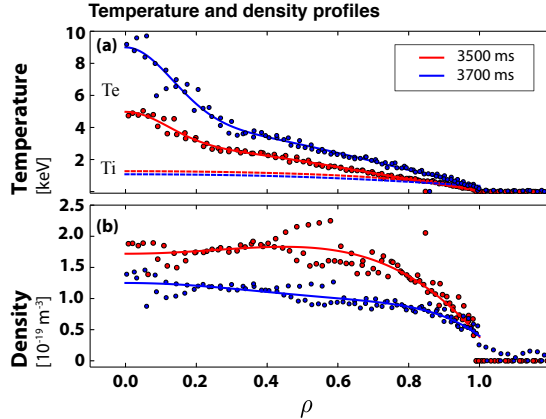 Temperature and density profiles
(a)
3500 ms
3700 ms
Te
Ti
Temperature
[keV]
10
8
6
4
2
(b)
Density
[10⁻¹⁹ m⁻³]
2.5
2.0
1.5
1.0
0.5
0
0.0 0.2 0.4 0.6 0.8 1.0
ρ